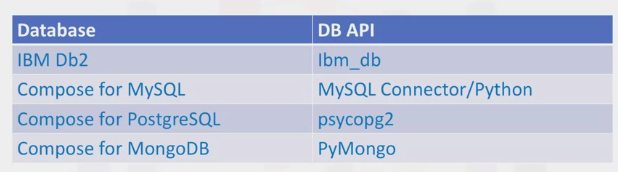 Database DB API
IBM Db2 Ibm_db
Compose for MySQL MySQL Connector/Python
Compose for PostgreSQL psycopg2
Compose for MongoDB PyMongo